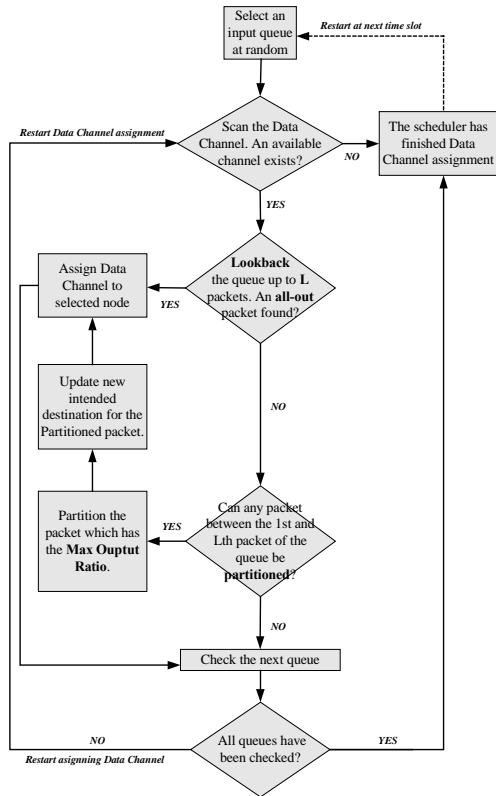 Select an
input queue
at random
Restart at next time slot
Restart Data Channel assignment
Scan the Data
Channel. An available
channel exists?
NO
The scheduler has
finished Data
Channel assignment
YES
Lookback
the queue up to L
packets. An all-out
packet found?
YES
Assign Data
Channel to
selected node
Update new
intended
destination for the
Partitioned packet.
NO
Can any packet
between the 1st and
Lth packet of the
queue be
partitioned?
YES
Partition the
packet which has
the Max Ouptut
Ratio.
NO
Check the next queue
All queues have
been checked?
NO
Restart asignning Data Channel
YES